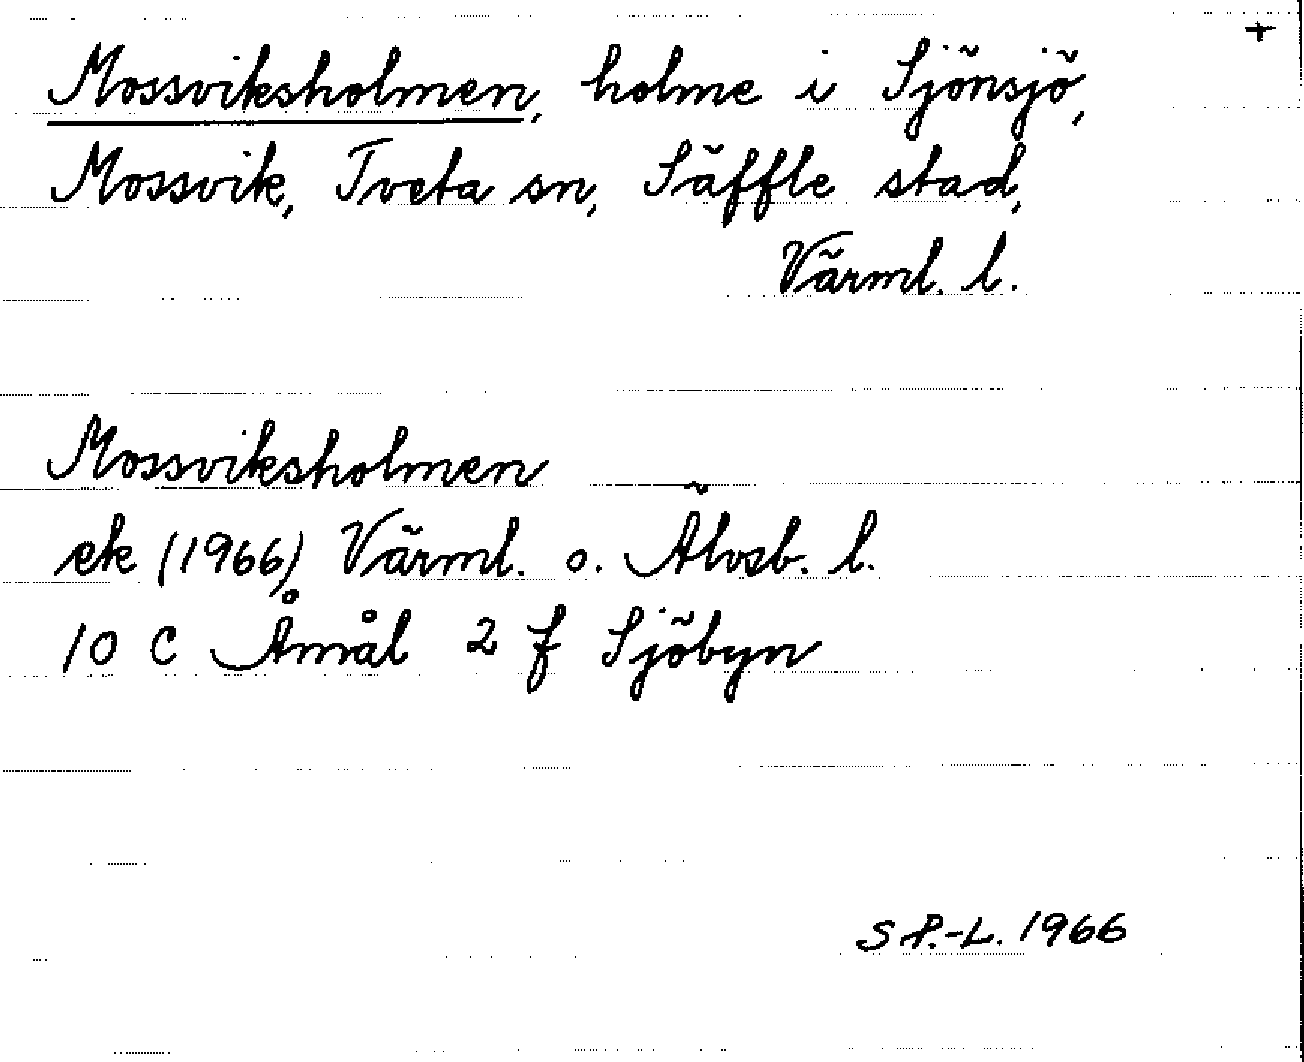 +
Mossviksholmen, holme i Sjönsjö,
Mossvik, Tveta sn, Säffle stad,
Värml. l.
Mossviksholmen
ek (1966) Värml. o. Älvsb. l.
10 C Åmål 2 f Sjöbyn
S P.-L. 1966